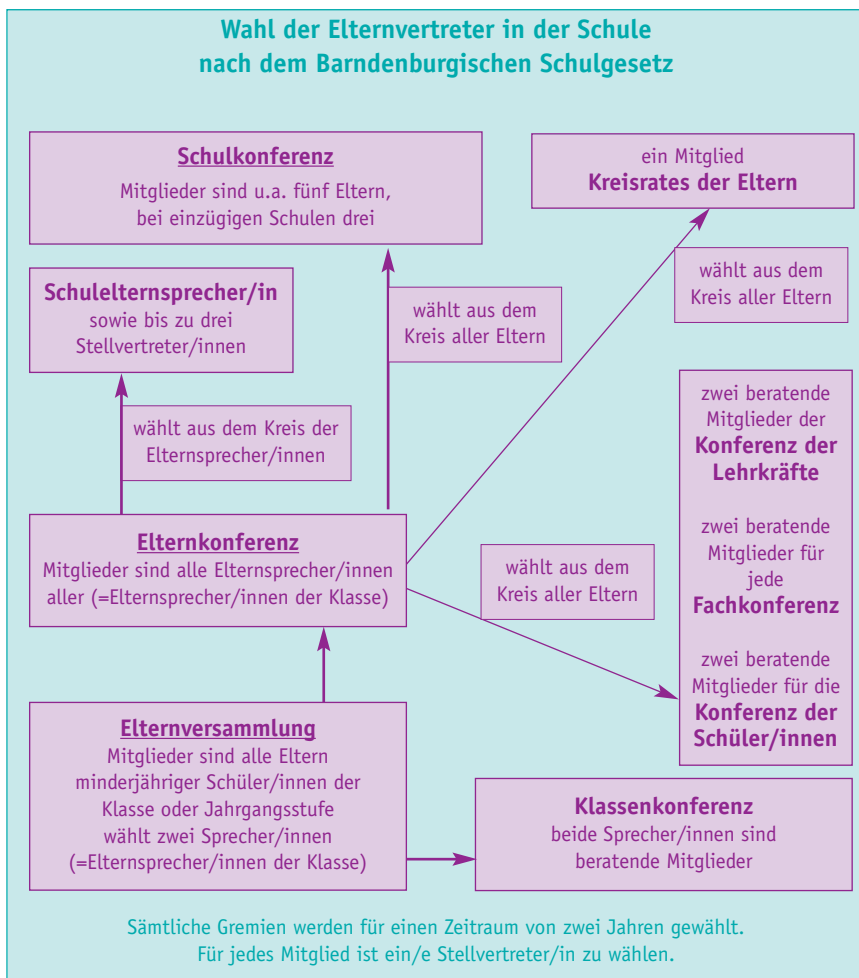 Wahl der Elternvertreter in der Schule
nach dem Barndenburgischen Schulgesetz
Schulkonferenz
Mitglieder sind u.a. fünf Eltern,
bei einzügigen Schulen drei
ein Mitglied
Kreisrates der Eltern
Schulelternsprecher/in
sowie bis zu drei
Stellvertreter/innen
wählt aus dem
Kreis aller Eltern
wählt aus dem
Kreis aller Eltern
wählt aus dem Kreis der
Elternsprecher/innen
zwei beratende
Mitglieder der
Konferenz der
Lehrkräfte
zwei beratende
Mitglieder für
jede
Fachkonferenz
zwei beratende
Mitglieder für die
Konferenz der
Schüler/innen
Elternkonferenz
Mitglieder sind alle Elternsprecher/innen
aller (=Elternsprecher/innen der Klasse)
wählt aus dem
Kreis aller Eltern
Elternversammlung
Mitglieder sind alle Eltern
minderjähriger Schüler/innen der
Klasse oder Jahrgangsstufe
wählt zwei Sprecher/innen
(=Elternsprecher/innen der Klasse)
Klassenkonferenz
beide Sprecher/innen sind
beratende Mitglieder
Sämtliche Gremien werden für einen Zeitraum von zwei Jahren gewählt.
Für jedes Mitglied ist ein/e Stellvertreter/in zu wählen.